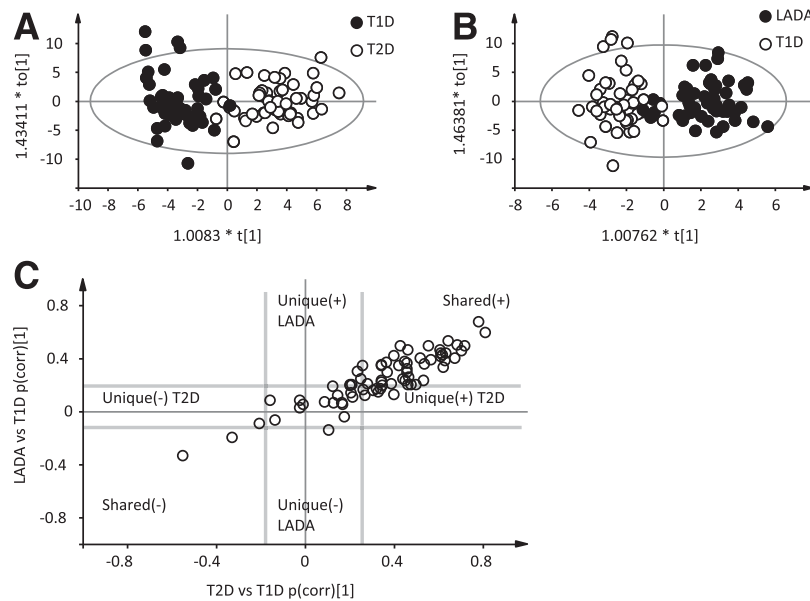 A
T1D
T2D
10
5
0
-5
-10
1.43411 * to[1]
-10 -8 -6 -4 -2 0 2 4 6 8
1.0083 * t[1]
B
LADA
T1D
10
5
0
-5
-10
1.46381* to[1]
-8 -6 -4 -2 0 2 4 6
1.00762 * t[1]
C
Unique(+)
LADA
Shared(+)
0.8
0.4
Unique(-) T2D
Unique(+) T2D
0
-0.4
Shared(-)
Unique(-)
LADA
-0.8
LADA vs T1D p(corr)[1]
-0.8 -0.4 0 0.4 0.8
T2D vs T1D p(corr)[1]